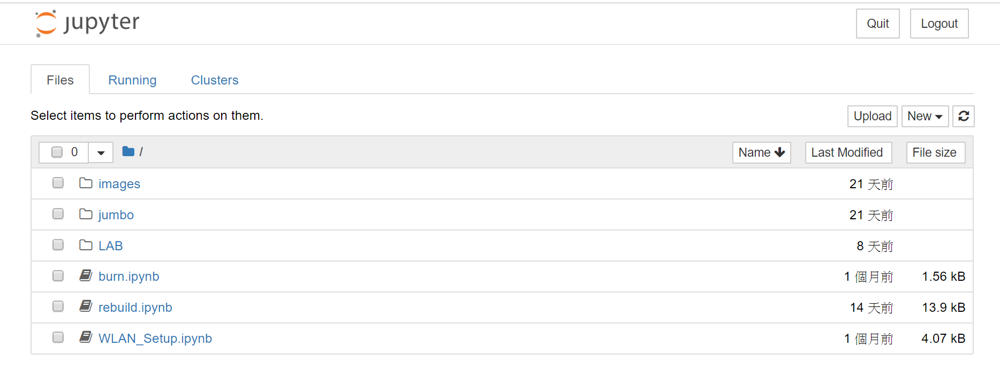 jupyter Quit Logout
Files Running Clusters
Select items to perform actions on them. Upload New
0 / Name Last Modified File size
images 21 天前
jumbo 21 天前
LAB 8 天前
burn.ipynb 1 個月前 1.56 kB
rebuild.ipynb 14 天前 13.9 kB
WLAN_Setup.ipynb 1 個月前 4.07 kB